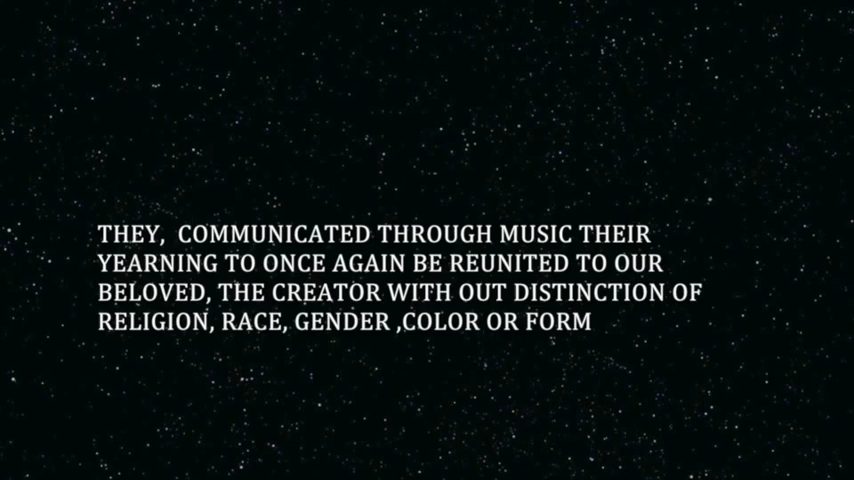 THEY,  COMMUNICATED THROUGH MUSIC THEIR
YEARNING TO ONCE AGAIN BE REUNITED TO OUR
BELOVED, THE CREATOR WITH OUT DISTINCTION OF
RELIGION, RACE, GENDER ,COLOR OR FORM